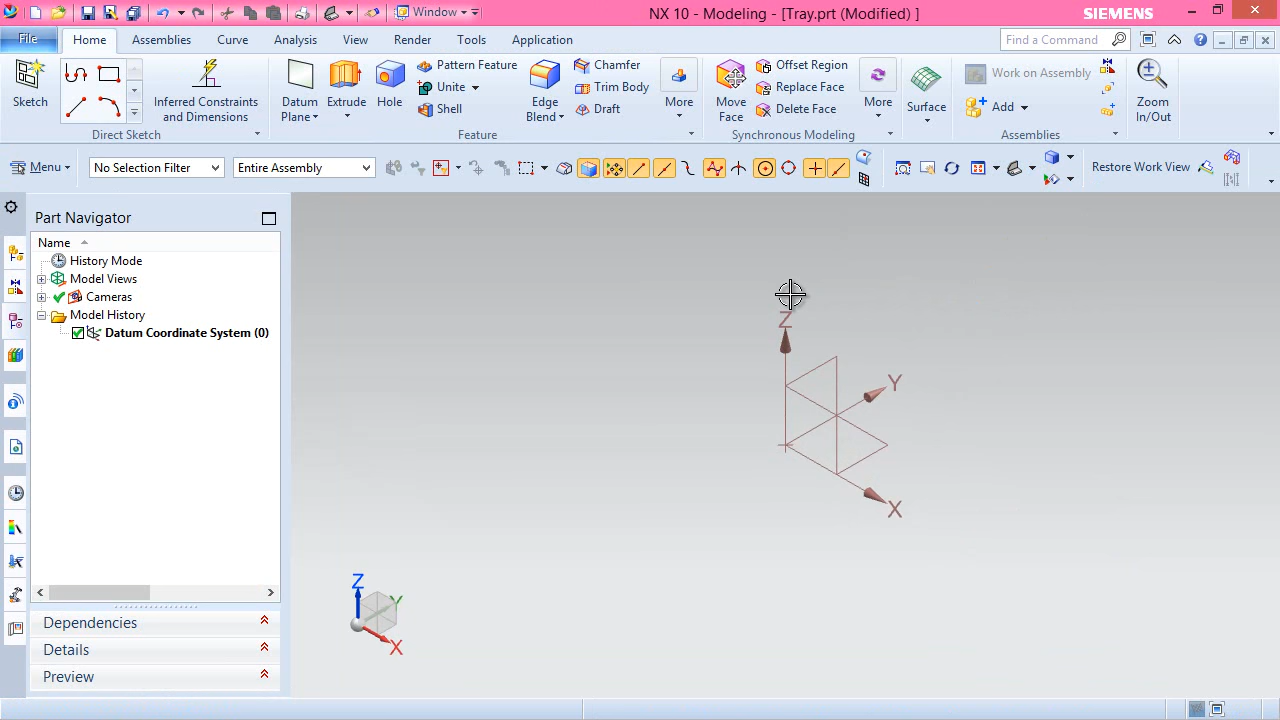 NX 10 - Modeling - [Tray.prt (Modified) ]
SIEMENS
Window
File
Home
Assemblies
Curve
Analysis
View
Render
Tools
Application
Find a Command
Sketch
Direct Sketch
Inferred Constraints
and Dimensions
Datum
Plane
Extrude
Hole
Pattern Feature
Unite
Shell
Edge
Blend
Chamfer
Trim Body
Draft
More
Feature
Move
Face
Offset Region
Replace Face
Delete Face
More
Synchronous Modeling
Surface
Work on Assembly
Add
Assemblies
Zoom
In/Out
Menu
No Selection Filter
Entire Assembly
Restore Work View
Part Navigator
Name
History Mode
Model Views
Cameras
Model History
Datum Coordinate System (0)
Dependencies
Details
Preview
Z
Y
X
Z
Y
X